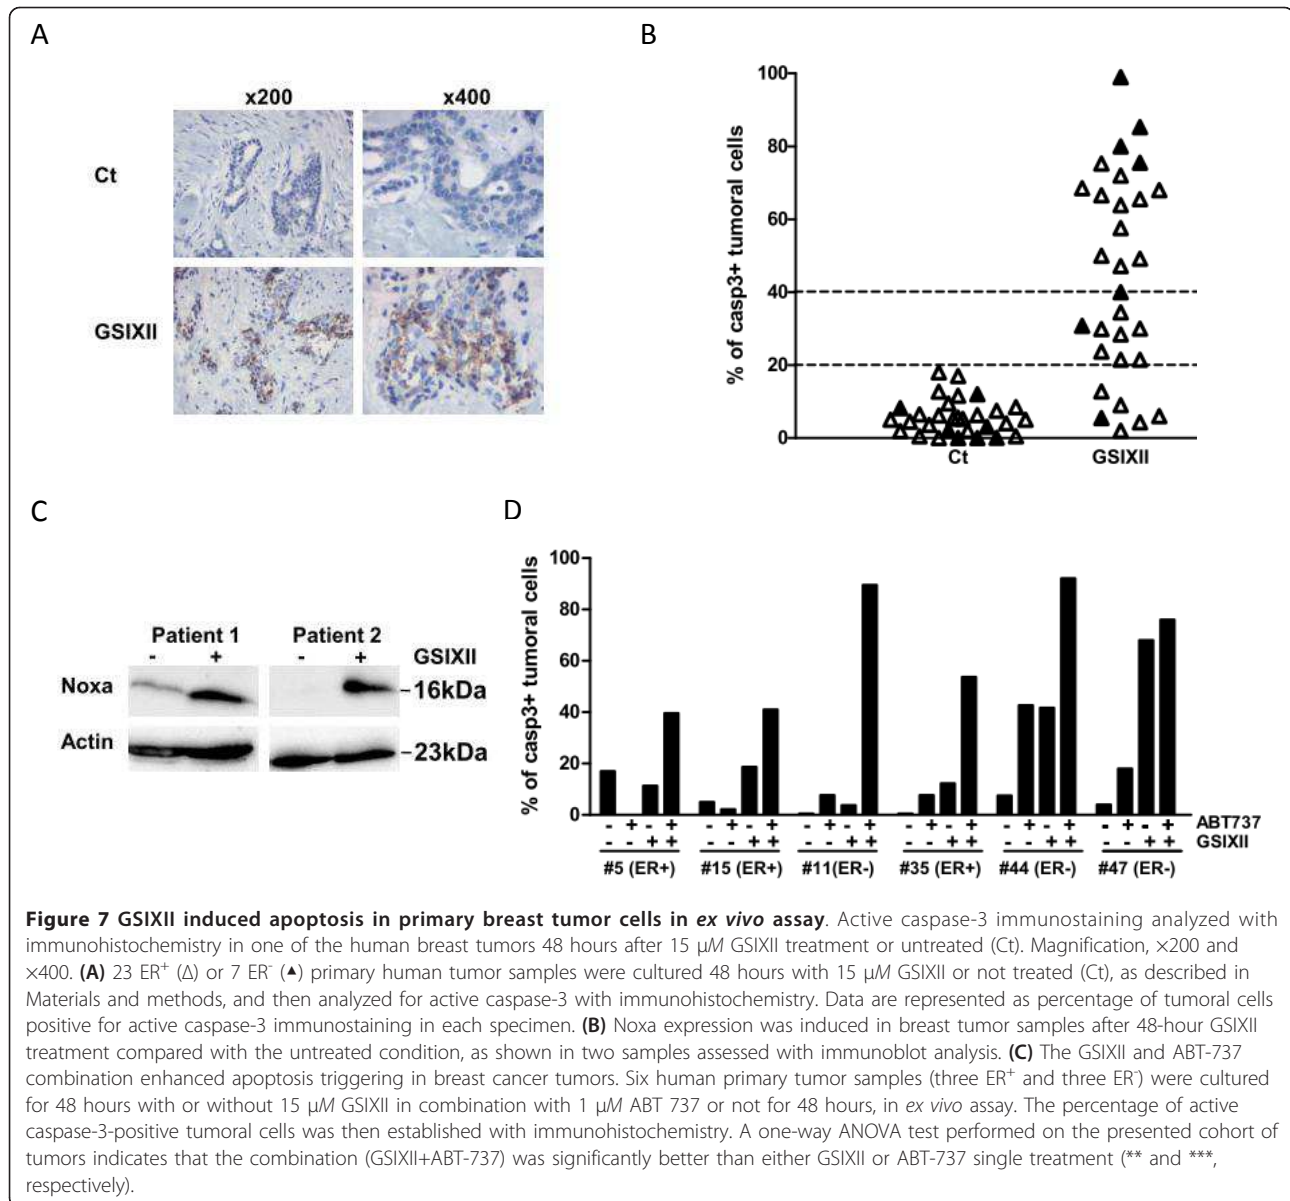 A
x200 x400
Ct
GSIXII
B
% of casp3+ tumoral cells
100
80
60
40
20
0
Ct GSIXII
C
Patient 1 Patient 2
- + - + GSIXII
Noxa -16kDa
Actin -23kDa
D
% of casp3+ tumoral cells
100
80
60
40
20
0
- + - + - + - + - + - + - + - + - + - + - + - + ABT737
- - + + - - + + - - + + - - + + - - + + - - + + GSIXII
#5 (ER+) #15 (ER+) #11(ER-) #35 (ER+) #44 (ER-) #47 (ER-)
Figure 7 GSIXII induced apoptosis in primary breast tumor cells in ex vivo assay. Active caspase-3 immunostaining analyzed with
immunohistochemistry in one of the human breast tumors 48 hours after 15 μM GSIXII treatment or untreated (Ct). Magnification, ×200 and
×400. (A) 23 ER⁺ (Δ) or 7 ER⁻ (▲) primary human tumor samples were cultured 48 hours with 15 μM GSIXII or not treated (Ct), as described in
Materials and methods, and then analyzed for active caspase-3 with immunohistochemistry. Data are represented as percentage of tumoral cells
positive for active caspase-3 immunostaining in each specimen. (B) Noxa expression was induced in breast tumor samples after 48-hour GSIXII
treatment compared with the untreated condition, as shown in two samples assessed with immunoblot analysis. (C) The GSIXII and ABT-737
combination enhanced apoptosis triggering in breast cancer tumors. Six human primary tumor samples (three ER⁺ and three ER⁻) were cultured
for 48 hours with or without 15 μM GSIXII in combination with 1 μM ABT 737 or not for 48 hours, in ex vivo assay. The percentage of active
caspase-3-positive tumoral cells was then established with immunohistochemistry. A one-way ANOVA test performed on the presented cohort of
tumors indicates that the combination (GSIXII+ABT-737) was significantly better than either GSIXII or ABT-737 single treatment (** and ***,
respectively).